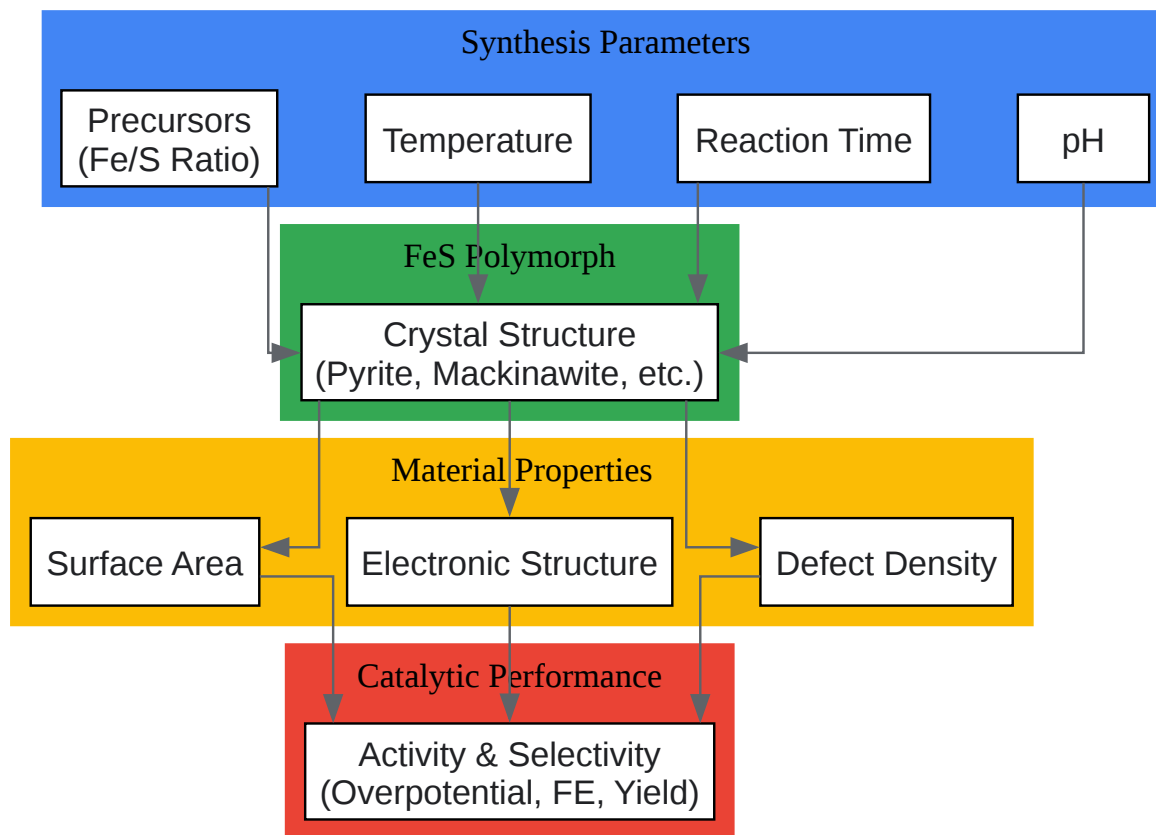 Synthesis Parameters
Precursors
(Fe/S Ratio)
Temperature
Reaction Time
pH
FeS Polymorph
Crystal Structure
(Pyrite, Mackinawite, etc.)
Material Properties
Surface Area
Electronic Structure
Defect Density
Catalytic Performance
Activity & Selectivity
(Overpotential, FE, Yield)